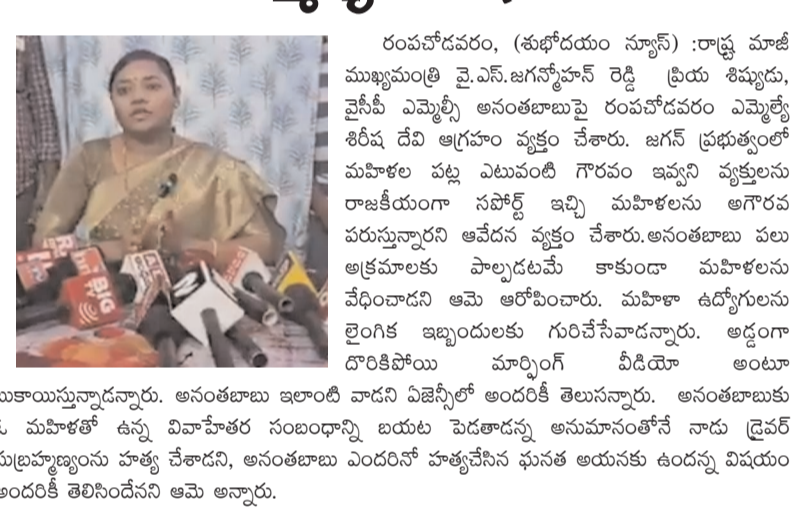 రంపచోడవరం, (శుభోదయం న్యూస్) :రాష్ట్ర మాజీ
ముఖ్యమంత్రి వై.ఎస్.జగన్మోహన్ రెడ్డి ప్రియ శిష్యుడు,
వైసీపీ ఎమ్మెల్సీ అనంతబాబుపై రంపచోడవరం ఎమ్మెల్యే
శిరీష దేవి ఆగ్రహం వ్యక్తం చేశారు. జగన్ ప్రభుత్వంలో
మహిళల పట్ల ఎటువంటి గౌరవం ఇవ్వని వ్యక్తులను
రాజకీయంగా సపోర్ట్ ఇచ్చి మహిళలను అగౌరవ
పరుస్తున్నారని ఆవేదన వ్యక్తం చేశారు.అనంతబాబు పలు
అక్రమాలకు పాల్పడటమే కాకుండా మహిళలను
వేధించాడని ఆమె ఆరోపించారు. మహిళా ఉద్యోగులను
లైంగిక ఇబ్బందులకు గురిచేసేవాడన్నారు. అడ్డంగా
దొరికిపోయి మార్ఫింగ్ వీడియో అంటూ
బుకాయిస్తున్నాడన్నారు. అనంతబాబు ఇలాంటి వాడని ఏజెన్సీలో అందరికీ తెలుసన్నారు. అనంతబాబుకు
మహిళతో ఉన్న వివాహేతర సంబంధాన్ని బయట పెడతాడన్న అనుమానంతోనే నాడు డ్రైవర్
సుబ్రహ్మణ్యంను హత్య చేశాడని, అనంతబాబు ఎందరినో హత్యచేసిన ఘనత అయనకు ఉందన్న విషయం
అందరికీ తెలిసిందేనని ఆమె అన్నారు.
BIG